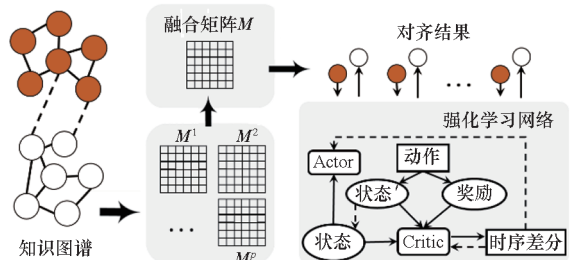 融合矩阵M
对齐结果
强化学习网络
M¹ M²
Actor
动作
状态′
奖励
...
...
Mᵖ
状态
Critic
时序差分
知识图谱